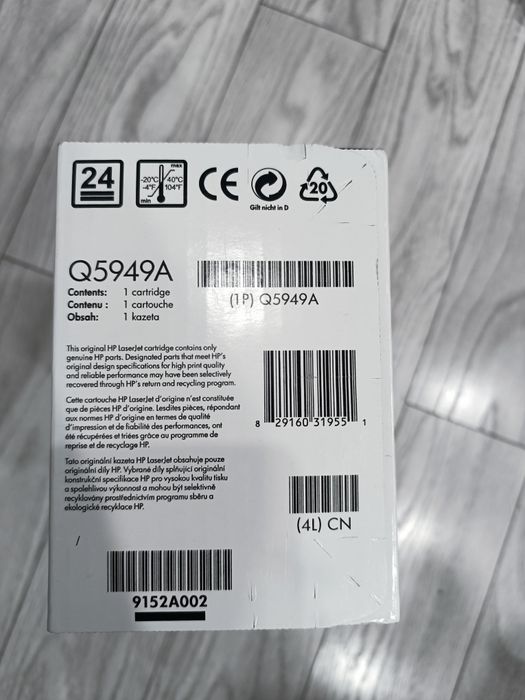 24
max
-20°C 40°C
-4°F 104°F
min
CE
Gilt nicht in D
20
Q5949A
Contents: 1 cartridge
Contenu : 1 cartouche
Obsah: 1 kazeta
(1P) Q5949A
This original HP LaserJet cartridge contains only
genuine HP parts. Designated parts that meet HP's
original design specifications for high print quality
and reliable performance may have been selectively
recovered through HP's return and recycling program.
Cette cartouche HP LaserJet d'origine n'est constituée
que de pièces HP d'origine. Lesdites pièces, répondant
aux normes HP d'origine en termes de qualité
d'impression et de fiabilité des performances, ont
été récupérées et triées grâce au programme de
reprise et de recyclage HP.
Tato originální kazeta HP LaserJet obsahuje pouze
originální díly HP. Vybrané díly splňující originální
konstrukční specifikace HP pro vysokou kvalitu tisku
a spolehlivou výkonnost a mohou být selektivně
recyklovány prostřednictvím programu sběru a
ekologické recyklace HP.
8 29160 31955 1
(4L) CN
9152A002